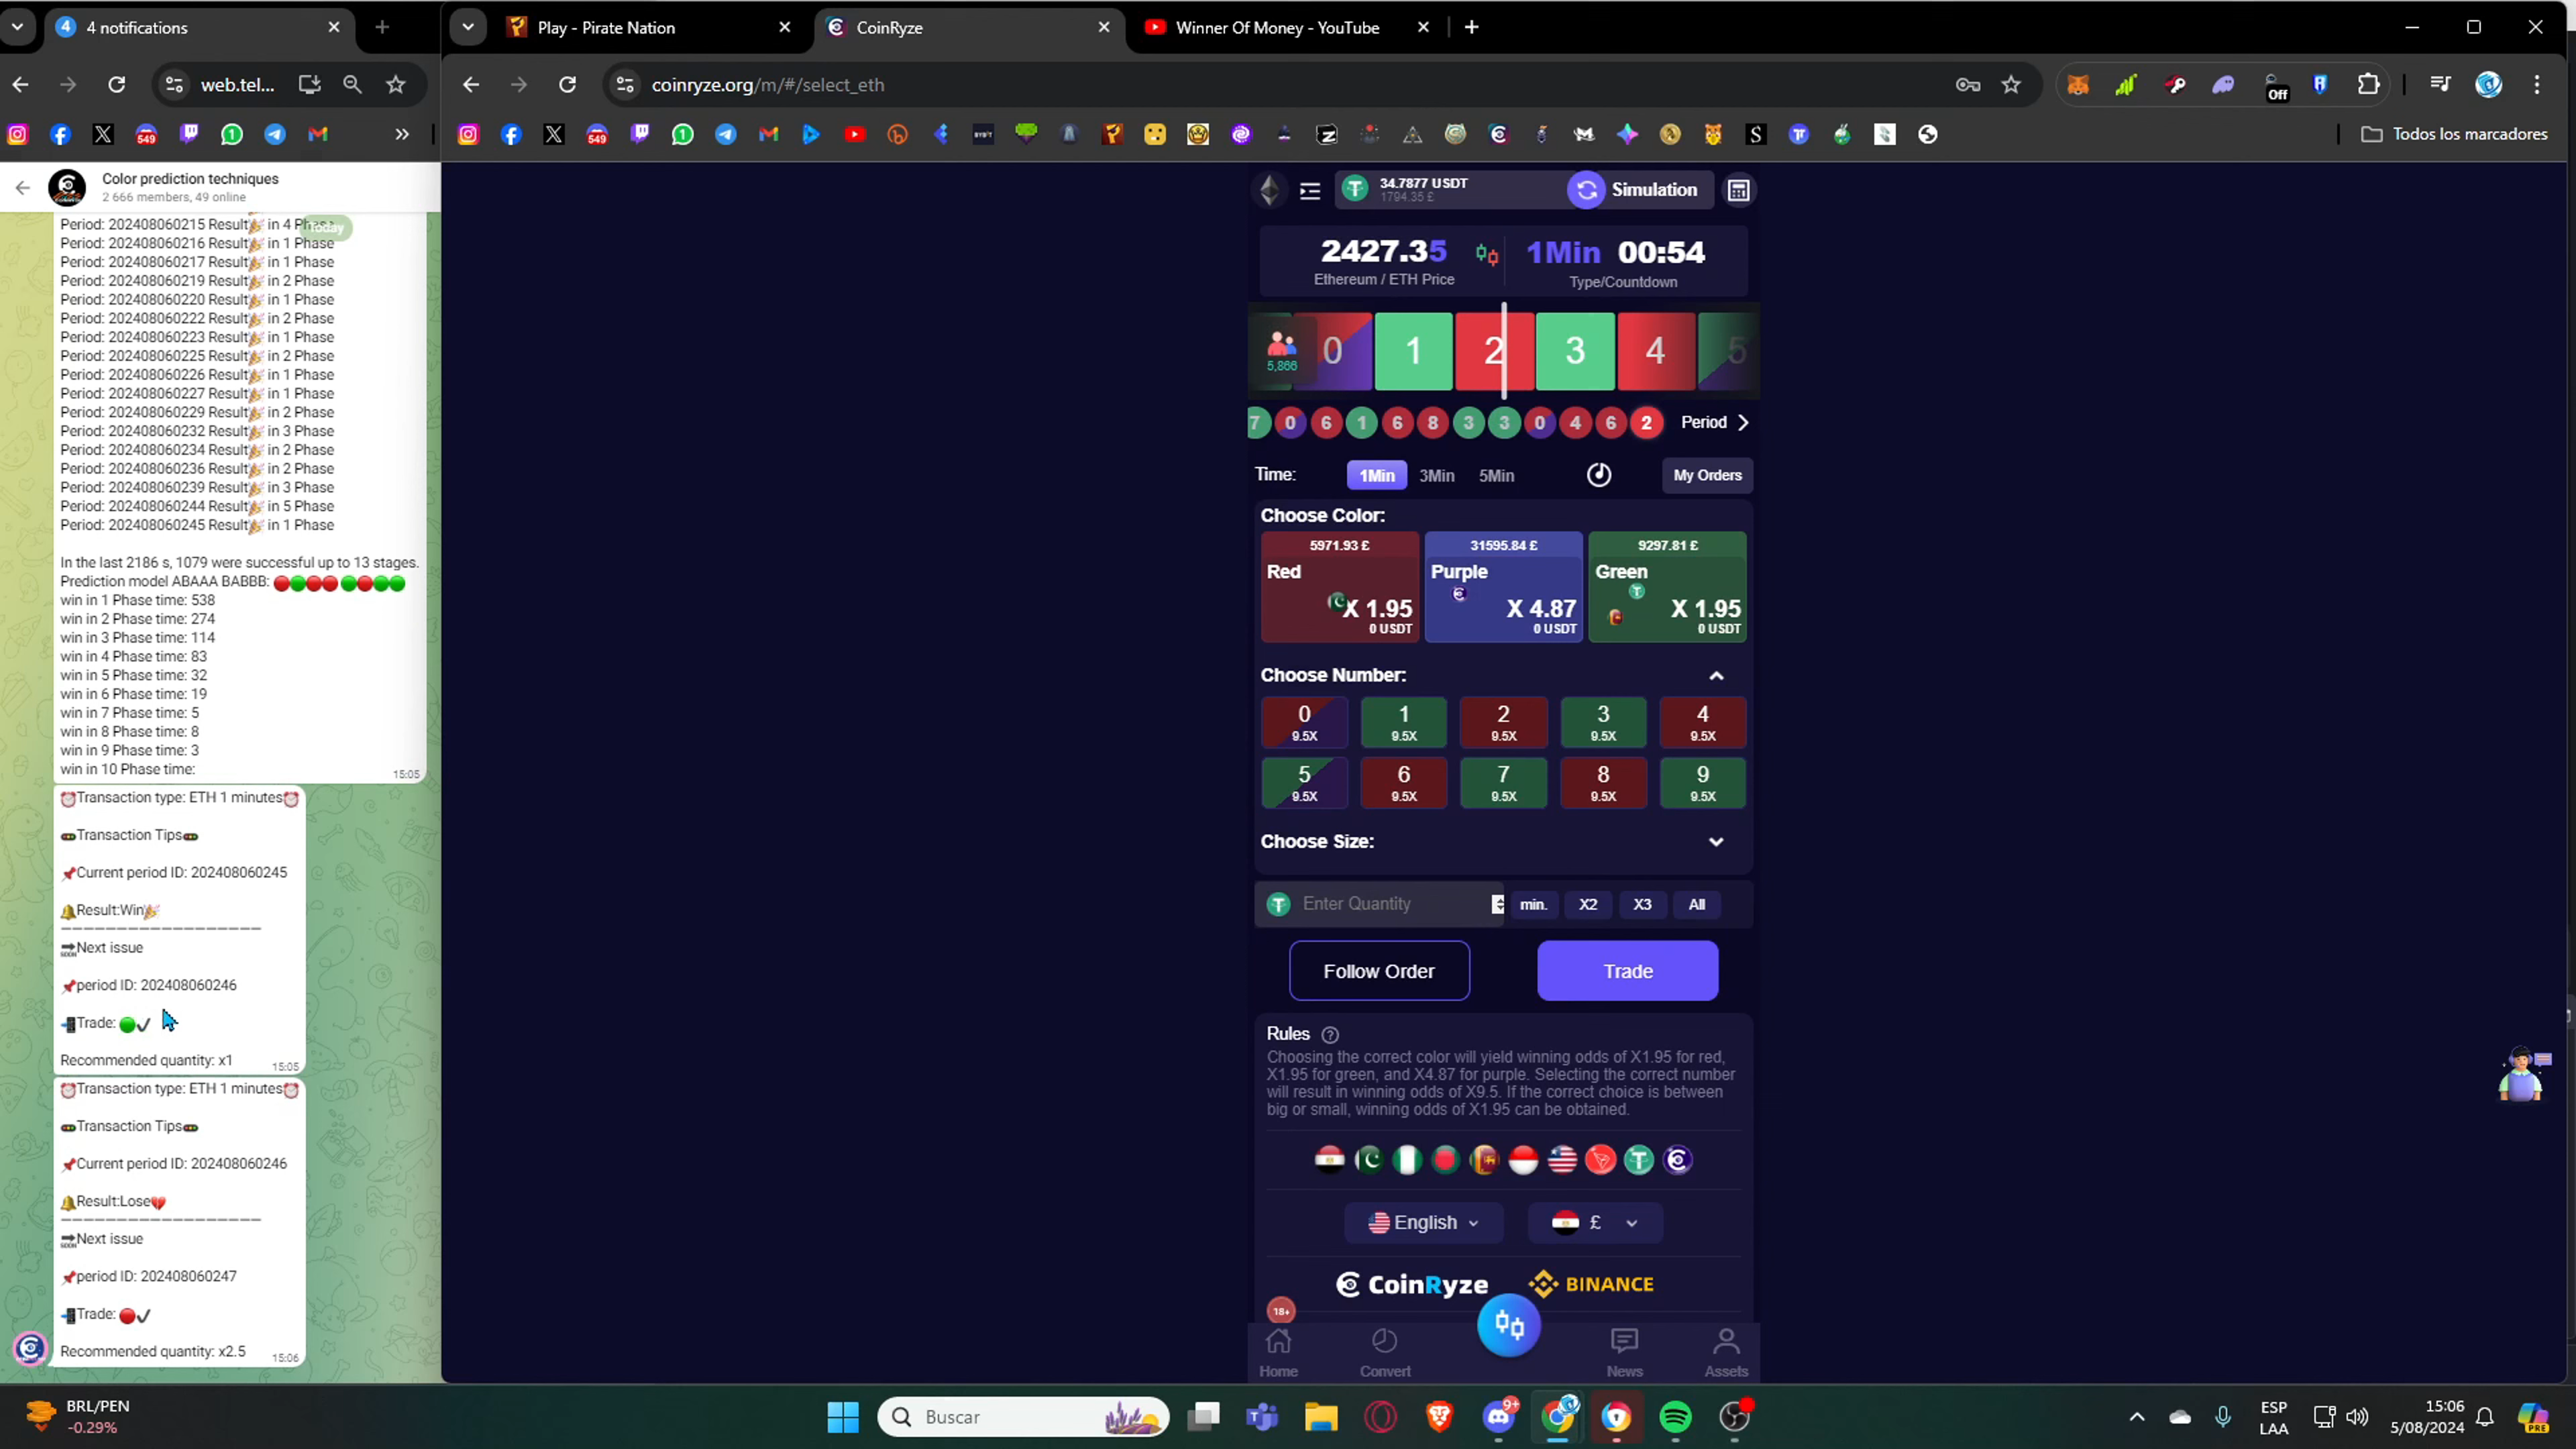 4 notifications
Play - Pirate Nation
CoinRyze
Winner Of Money - YouTube
web.tel...
coinryze.org/m/#/select_eth
Off
549
549
BYBIT
Todos los marcadores
Color prediction techniques
2 666 members, 49 online
Today
Period: 202408060215 Result🎉 in 4 Phase
Period: 202408060216 Result🎉 in 1 Phase
Period: 202408060217 Result🎉 in 1 Phase
Period: 202408060219 Result🎉 in 2 Phase
Period: 202408060220 Result🎉 in 1 Phase
Period: 202408060222 Result🎉 in 2 Phase
Period: 202408060223 Result🎉 in 1 Phase
Period: 202408060225 Result🎉 in 2 Phase
Period: 202408060226 Result🎉 in 1 Phase
Period: 202408060227 Result🎉 in 1 Phase
Period: 202408060229 Result🎉 in 2 Phase
Period: 202408060232 Result🎉 in 3 Phase
Period: 202408060234 Result🎉 in 2 Phase
Period: 202408060236 Result🎉 in 2 Phase
Period: 202408060239 Result🎉 in 3 Phase
Period: 202408060244 Result🎉 in 5 Phase
Period: 202408060245 Result🎉 in 1 Phase
In the last 2186 s, 1079 were successful up to 13 stages.
Prediction model ABAAA BABBB: 🔴🟢🔴🔴 🟢🔴🟢🟢
win in 1 Phase time: 538
win in 2 Phase time: 274
win in 3 Phase time: 114
win in 4 Phase time: 83
win in 5 Phase time: 32
win in 6 Phase time: 19
win in 7 Phase time: 5
win in 8 Phase time: 8
win in 9 Phase time: 3
win in 10 Phase time:
15:05
⏰Transaction type: ETH 1 minutes⏰
🚥Transaction Tips🚥
📌Current period ID: 202408060245
🔔Result:Win🎉
——————————————————
🔜Next issue
📌period ID: 202408060246
📲Trade: 🟢✔
Recommended quantity: x1
15:05
⏰Transaction type: ETH 1 minutes⏰
🚥Transaction Tips🚥
📌Current period ID: 202408060246
🔔Result:Lose💔
——————————————————
🔜Next issue
📌period ID: 202408060247
📲Trade: 🔴✔
Recommended quantity: x2.5
15:06
34.7877 USDT
1794.35 £
Simulation
2427.35
Ethereum / ETH Price
1Min 00:54
Type/Countdown
5,866
0 1 2 3 4 5
7 0 6 1 6 8 3 3 0 4 6 2
Period
Time: 1Min 3Min 5Min
My Orders
Choose Color:
5971.93 £
Red
X 1.95
0 USDT
31595.84 £
Purple
X 4.87
0 USDT
9297.81 £
Green
X 1.95
0 USDT
Choose Number:
0 1 2 3 4
9.5X 9.5X 9.5X 9.5X 9.5X
5 6 7 8 9
9.5X 9.5X 9.5X 9.5X 9.5X
Choose Size:
Enter Quantity
min. X2 X3 All
Follow Order
Trade
Rules
Choosing the correct color will yield winning odds of X1.95 for red,
X1.95 for green, and X4.87 for purple. Selecting the correct number
will result in winning odds of X9.5. If the correct choice is between
big or small, winning odds of X1.95 can be obtained.
English
£
CoinRyze
BINANCE
18+
Home
Convert
News
Assets
BRL/PEN
-0.29%
Buscar
9+
ESP
LAA
15:06
5/08/2024
PRE